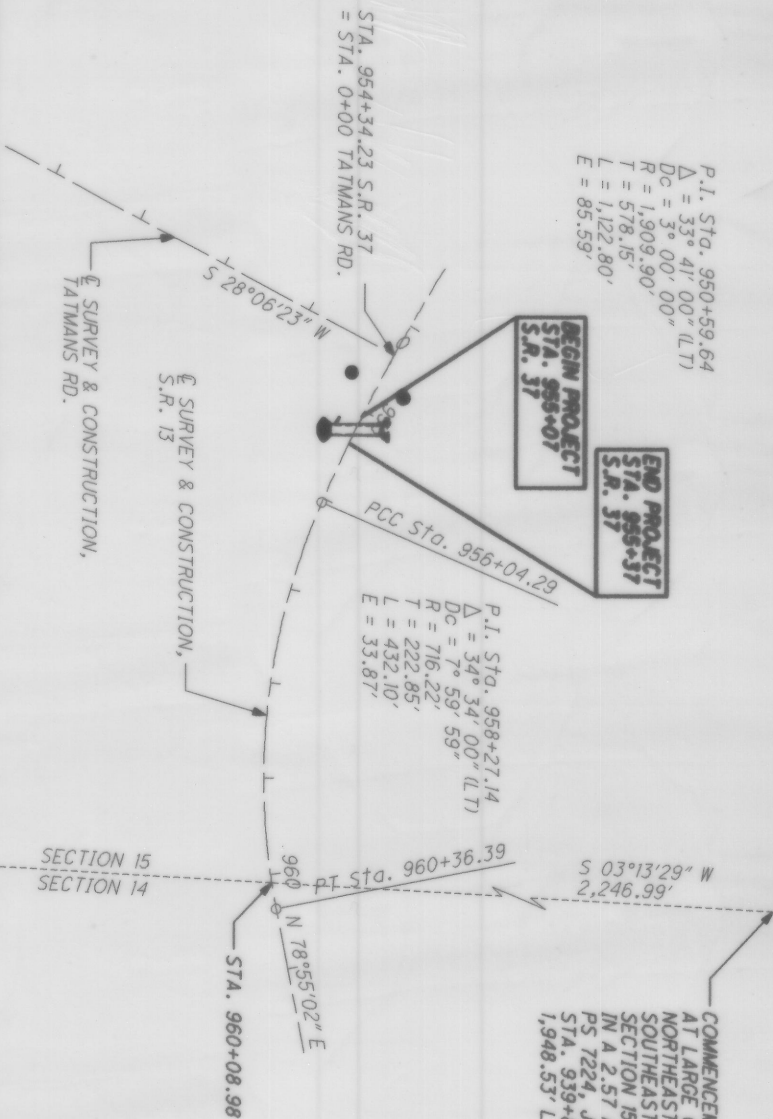 P.I. Sta. 950+59.64
Δ = 33° 41' 00" (LT)
Dc = 3° 00' 00"
R = 1,909.90'
T = 578.15'
L = 1,122.80'
E = 85.59'
STA. 954+34.23 S.R. 37
= STA. 0+00 TATMANS RD.
BEGIN PROJECT
STA. 955+07
S.R. 37
END PROJECT
STA. 955+37
S.R. 37
S 28°06'23" W
℄ SURVEY & CONSTRUCTION,
TATMANS RD.
℄ SURVEY & CONSTRUCTION,
S.R. 13
PCC Sta. 956+04.29
P.I. Sta. 958+27.14
Δ = 34° 34' 00" (LT)
Dc = 7° 59' 59"
R = 716.22'
T = 222.85'
L = 432.10'
E = 33.87'
SECTION 15
SECTION 14
960
PT Sta. 960+36.39
S 03°13'29" W
2,246.99'
N 78°55'02" E
STA. 960+08.98
COMMENCE
AT LARGE
NORTHEAST
SOUTHEAS
SECTION 15
IN A 2.57
PS 7224, J
STA. 939+
1,948.53' L